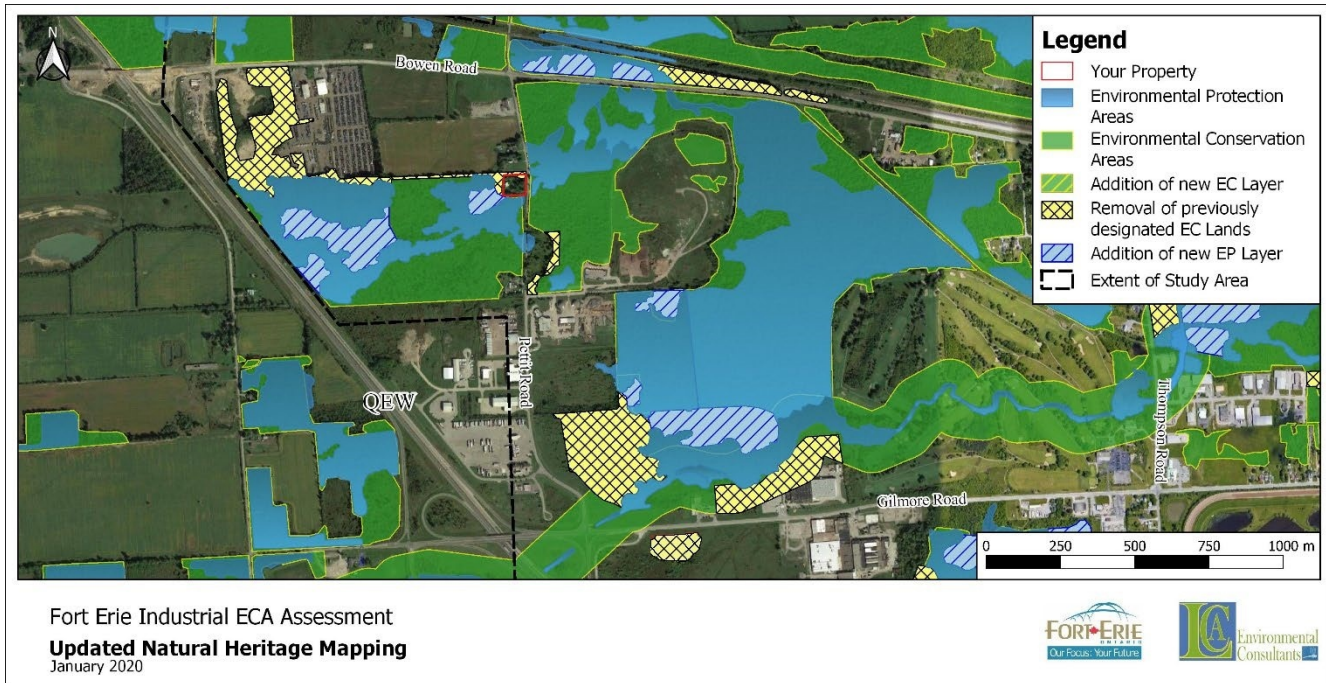 N
Bowen Road
Pettit Road
QEW
Thompson Road
Gilmore Road
Legend
Your Property
Environmental Protection
Areas
Environmental Conservation
Areas
Addition of new EC Layer
Removal of previously
designated EC Lands
Addition of new EP Layer
Extent of Study Area
0 250 500 750 1000 m
Fort Erie Industrial ECA Assessment
Updated Natural Heritage Mapping
January 2020
FORT ERIE
ONTARIO
Our Focus: Your Future
LCA
Environmental
Consultants